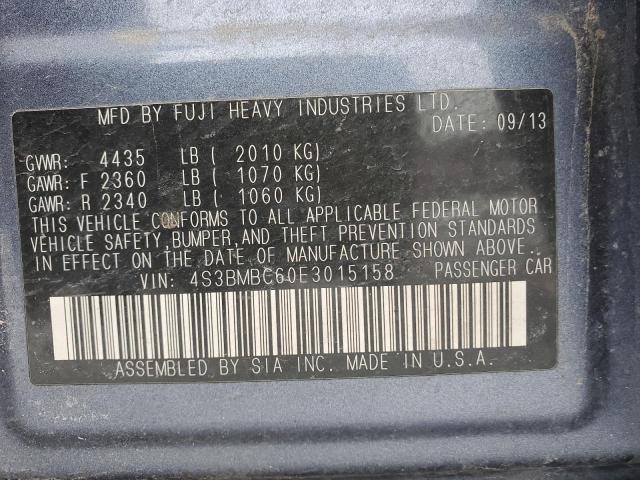 MFD BY FUJI HEAVY INDUSTRIES LTD.
DATE: 09/13
GVWR: 4435 LB ( 2010 KG)
GAWR: F 2360 LB ( 1070 KG)
GAWR: R 2340 LB ( 1060 KG)
THIS VEHICLE CONFORMS TO ALL APPLICABLE FEDERAL MOTOR
VEHICLE SAFETY, BUMPER, AND THEFT PREVENTION STANDARDS
IN EFFECT ON THE DATE OF MANUFACTURE SHOWN ABOVE.
VIN: 4S3BMBC60E3015158 PASSENGER CAR
ASSEMBLED BY SIA INC. MADE IN U.S.A.